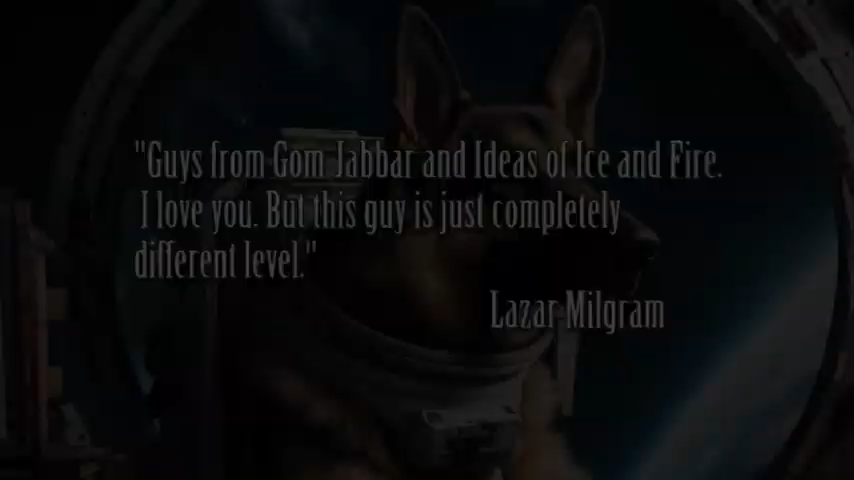 "Guys from Gom Jabbar and Ideas of Ice and Fire.
I love you. But this guy is just completely
different level."
Lazar Milgram